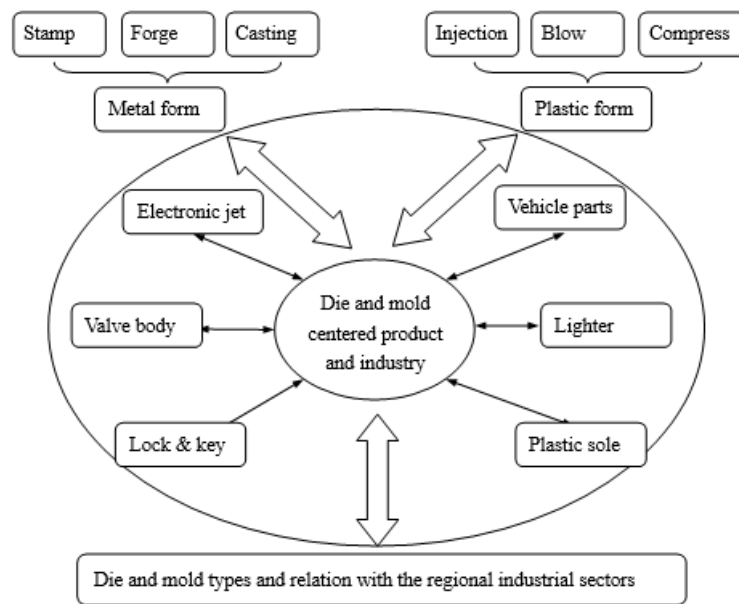 Stamp
Forge
Casting
Injection
Blow
Compress
Metal form
Plastic form
Electronic jet
Vehicle parts
Valve body
Die and mold
centered product
and industry
Lighter
Lock & key
Plastic sole
Die and mold types and relation with the regional industrial sectors